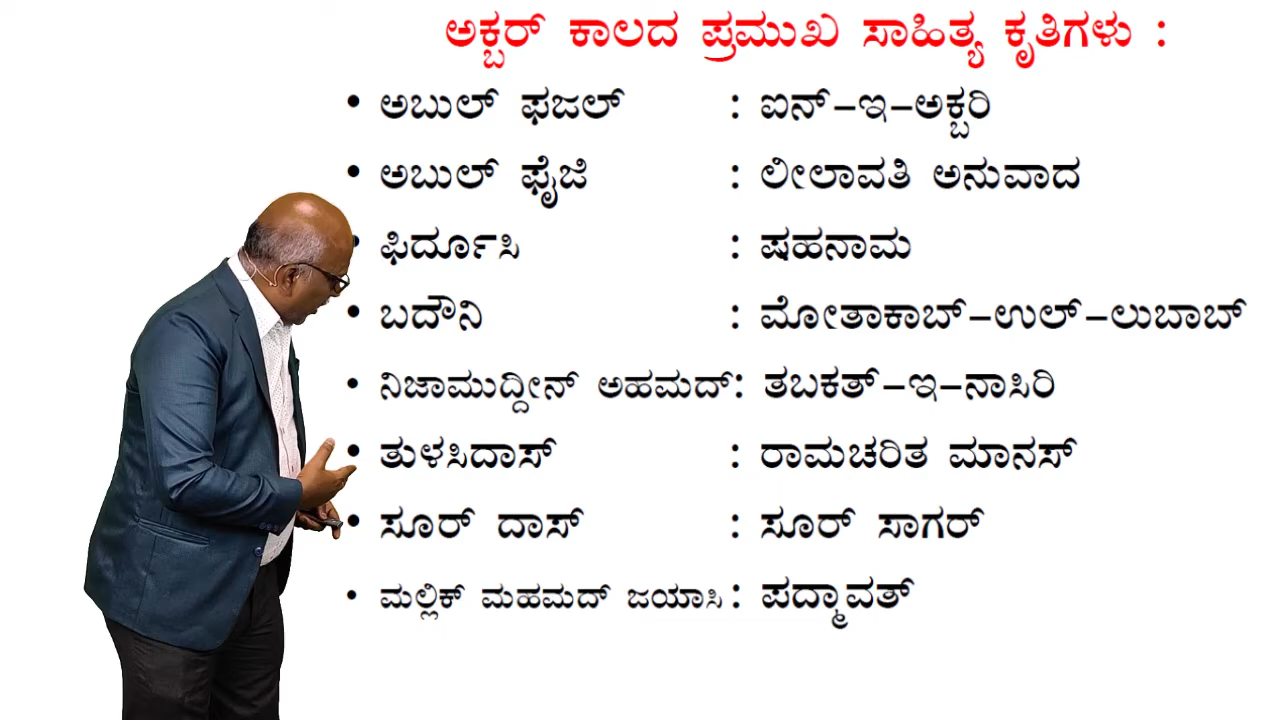 ಅಕ್ಬರ್ ಕಾಲದ ಪ್ರಮುಖ ಸಾಹಿತ್ಯ ಕೃತಿಗಳು :
• ಅಬುಲ್ ಫಜಲ್ : ಐನ್-ಇ-ಅಕ್ಬರಿ
• ಅಬುಲ್ ಫೈಜಿ : ಲೀಲಾವತಿ ಅನುವಾದ
• ಫಿರ್ದೂಸಿ : ಷಹನಾಮ
• ಬದೌನಿ : ಮೋತಾಕಾಬ್-ಉಲ್-ಲುಬಾಬ್
• ನಿಜಾಮುದ್ದೀನ್ ಅಹಮದ್: ತಬಕತ್-ಇ-ನಾಸಿರಿ
• ತುಳಸಿದಾಸ್ : ರಾಮಚರಿತ ಮಾನಸ್
• ಸೂರ್ ದಾಸ್ : ಸೂರ್ ಸಾಗರ್
• ಮಲ್ಲಿಕ್ ಮಹಮದ್ ಜಯಾಸಿ : ಪದ್ಮಾವತ್